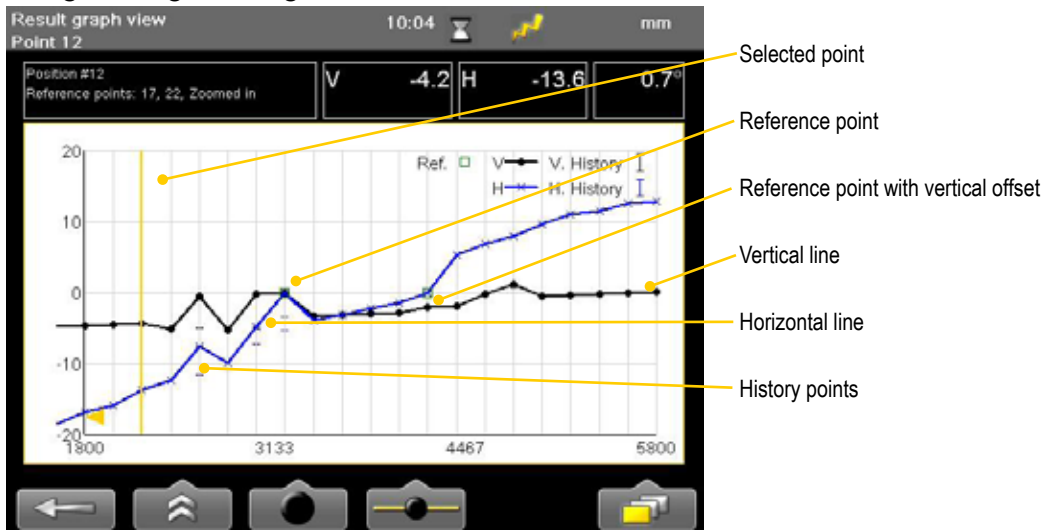 Result graph view
Point 12
10:04
mm
Position #12
Reference points: 17, 22, Zoomed in
V -4.2
H -13.6
0.7°
Ref.
V
V. History
H
H. History
20
10
0
-10
-20
1800
3133
4467
5800
Selected point
Reference point
Reference point with vertical offset
Vertical line
Horizontal line
History points